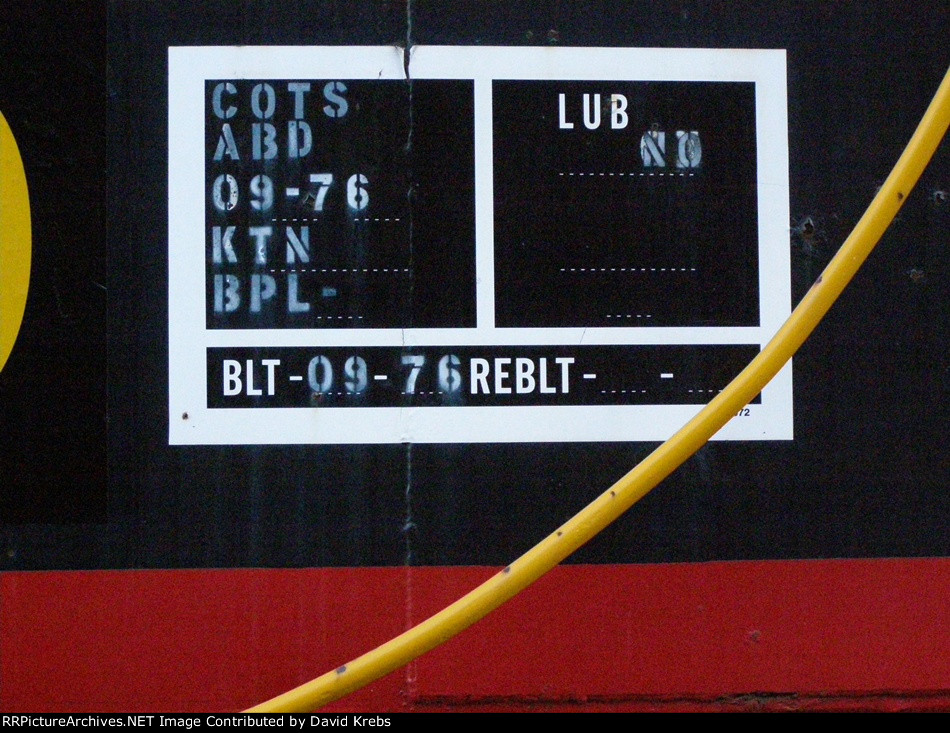 COTS
ABD
09-76
KTN
BPL-
LUB
ND
BLT-09-76 REBLT- -
72
RRPictureArchives.NET Image Contributed by David Krebs